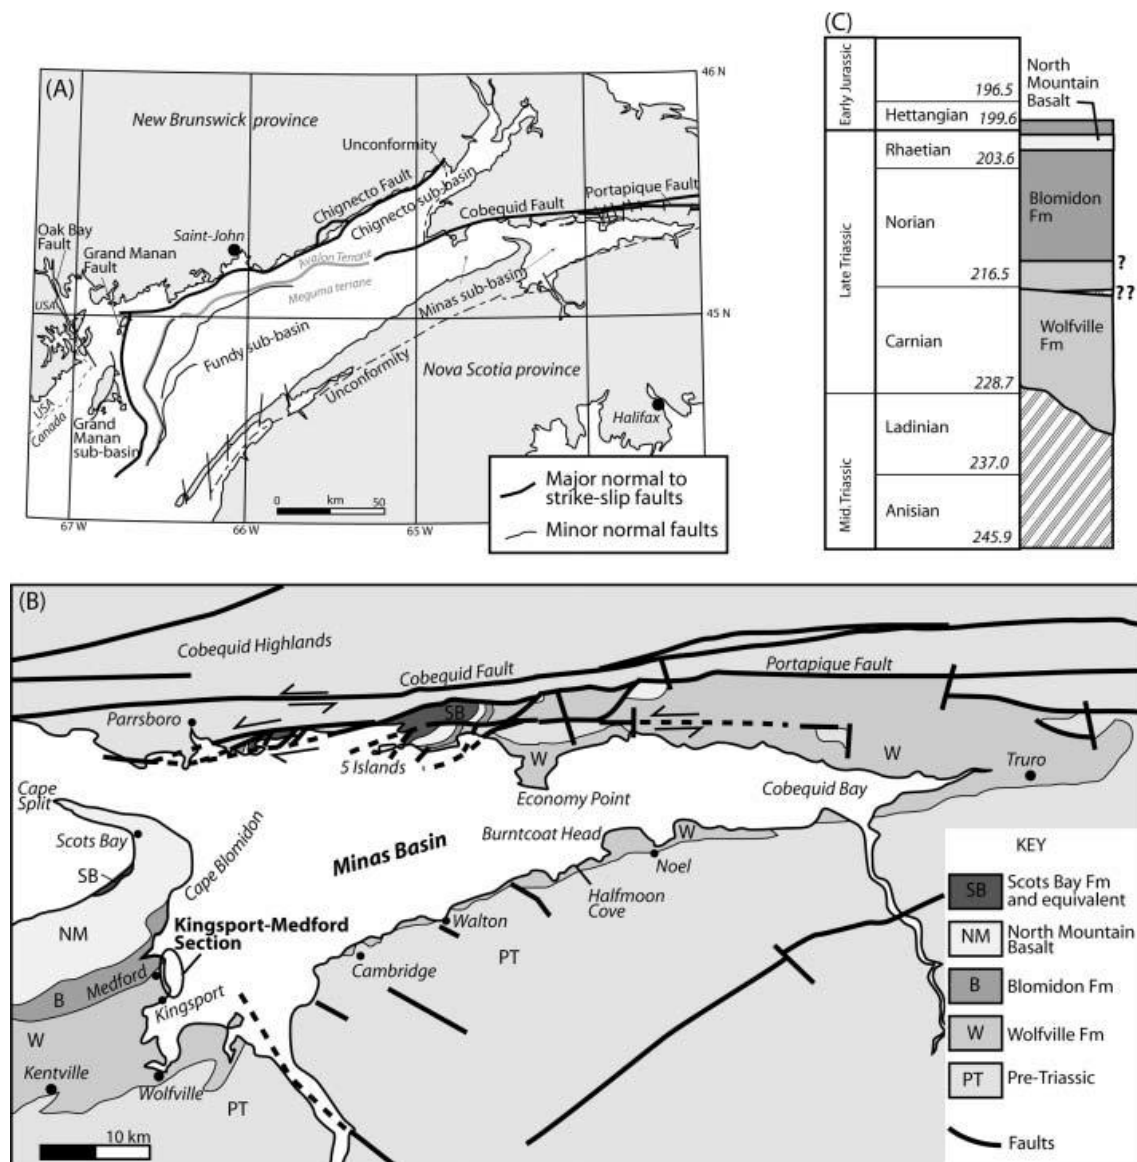 (A)
46 N
New Brunswick province
Unconformity
Chignecto Fault
Chignecto sub-basin
Portapique Fault
Cobequid Fault
Oak Bay
Fault
Saint-John
Grand Manan
Fault
Avalon Terrane
Meguma terrane
Minas sub-basin
USA
45 N
Fundy sub-basin
Nova Scotia province
Unconformity
USA
Canada
Grand
Manan
sub-basin
Halifax
0 km 50
67 W
66 W
65 W
Major normal to
strike-slip faults
Minor normal faults
(C)
Early Jurassic
196.5
North
Mountain
Basalt
Hettangian 199.6
Late Triassic
Rhaetian 203.6
Norian
216.5
Blomidon
Fm
?
??
Carnian
228.7
Wolfville
Fm
Mid. Triassic
Ladinian
237.0
Anisian
245.9
(B)
Cobequid Highlands
Cobequid Fault
Portapique Fault
Parrsboro
SB
5 Islands
W
W
Truro
Cape
Split
Economy Point
Cobequid Bay
Scots Bay
Cape Blomidon
Burntcoat Head
W
SB
Minas Basin
Noel
Halfmoon
Cove
NM
Kingsport-Medford
Section
Walton
PT
B
Medford
Cambridge
Kingsport
W
Kentville
Wolfville
PT
10 km
KEY
SB
Scots Bay Fm
and equivalent
NM
North Mountain
Basalt
B
Blomidon Fm
W
Wolfville Fm
PT
Pre-Triassic
Faults